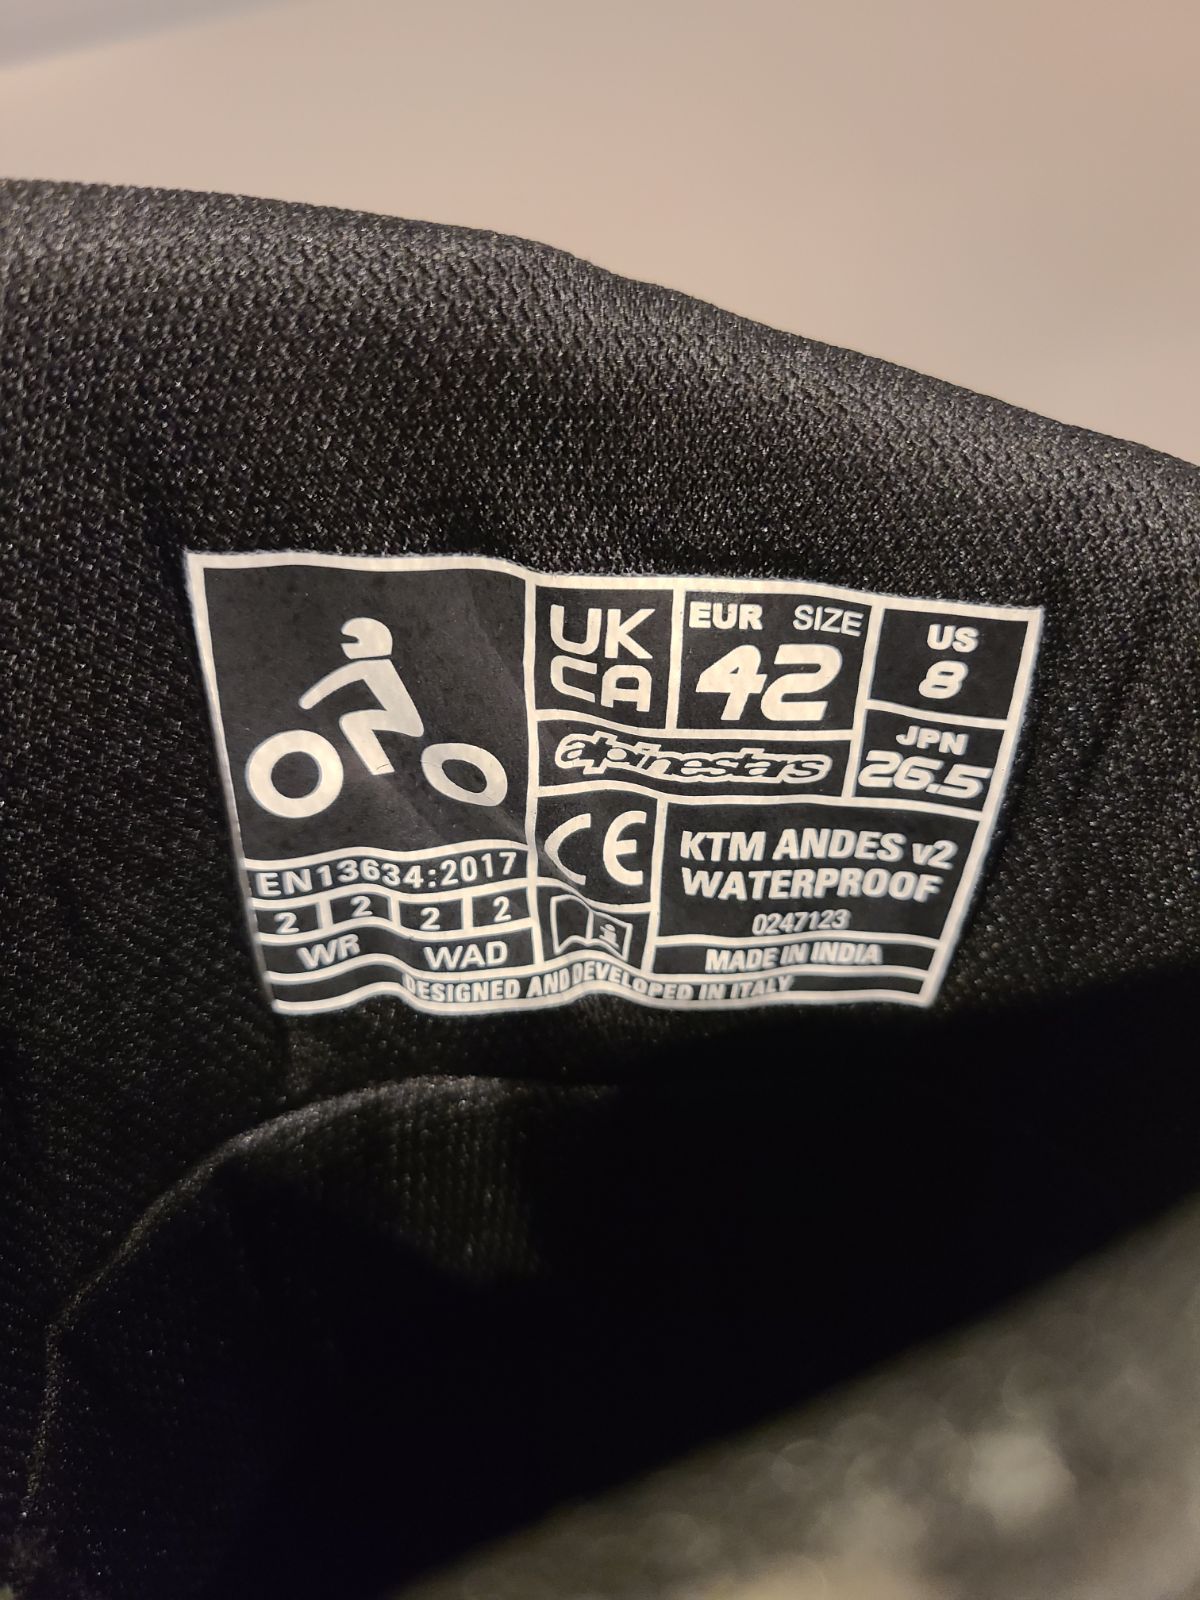 UK
CA
EUR SIZE
42
US
8
alpinestars
JPN
26.5
CE
KTM ANDES v2
WATERPROOF
0247123
EN13634:2017
2 2 2 2
WR WAD
i
MADE IN INDIA
DESIGNED AND DEVELOPED IN ITALY